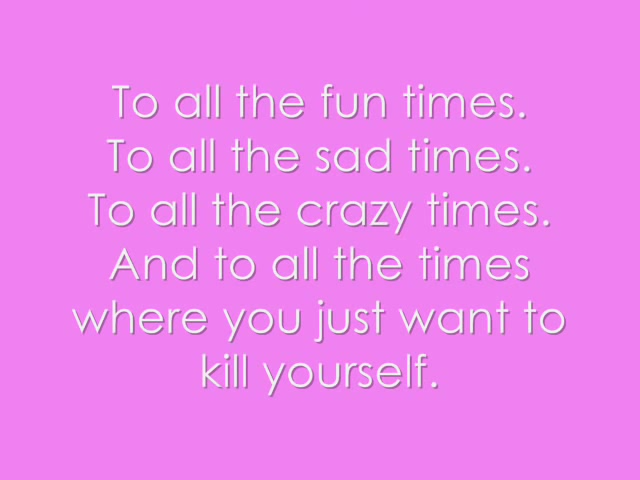 To all the fun times.
To all the sad times.
To all the crazy times.
And to all the times
where you just want to
kill yourself.